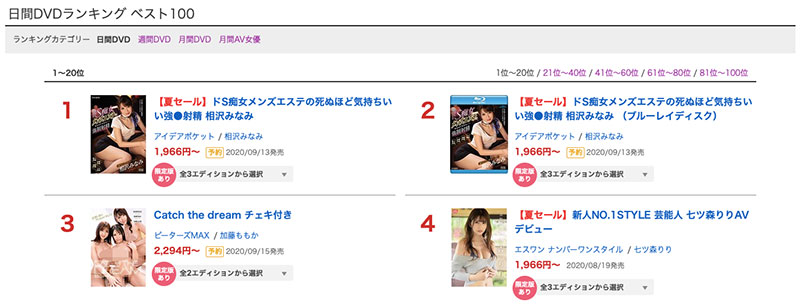 日間DVDランキング ベスト100
ランキングカテゴリー 日間DVD 週間DVD 月間DVD 月間AV女優
1～20位 1位～20位 / 21位～40位 / 41位～60位 / 61位～80位 / 81位～100位
1
【夏セール】ドS痴女メンズエステの死ぬほど気持ちい
い強●射精 相沢みなみ
アイデアポケット / 相沢みなみ
1,966円～ 予約 2020/09/13発売
限定版あり 全3エディションから選択
2
【夏セール】ドS痴女メンズエステの死ぬほど気持ちい
い強●射精 相沢みなみ （ブルーレイディスク）
アイデアポケット / 相沢みなみ
1,966円～ 予約 2020/09/13発売
限定版あり 全3エディションから選択
3
Catch the dream チェキ付き
ピーターズMAX / 加藤ももか
2,294円～ 予約 2020/09/15発売
限定版あり 全2エディションから選択
4
【夏セール】新人NO.1STYLE 芸能人 七ツ森りりAV
デビュー
エスワン ナンバーワンスタイル / 七ツ森りり
1,966円～ 2020/08/19発売
限定版あり 全3エディションから選択